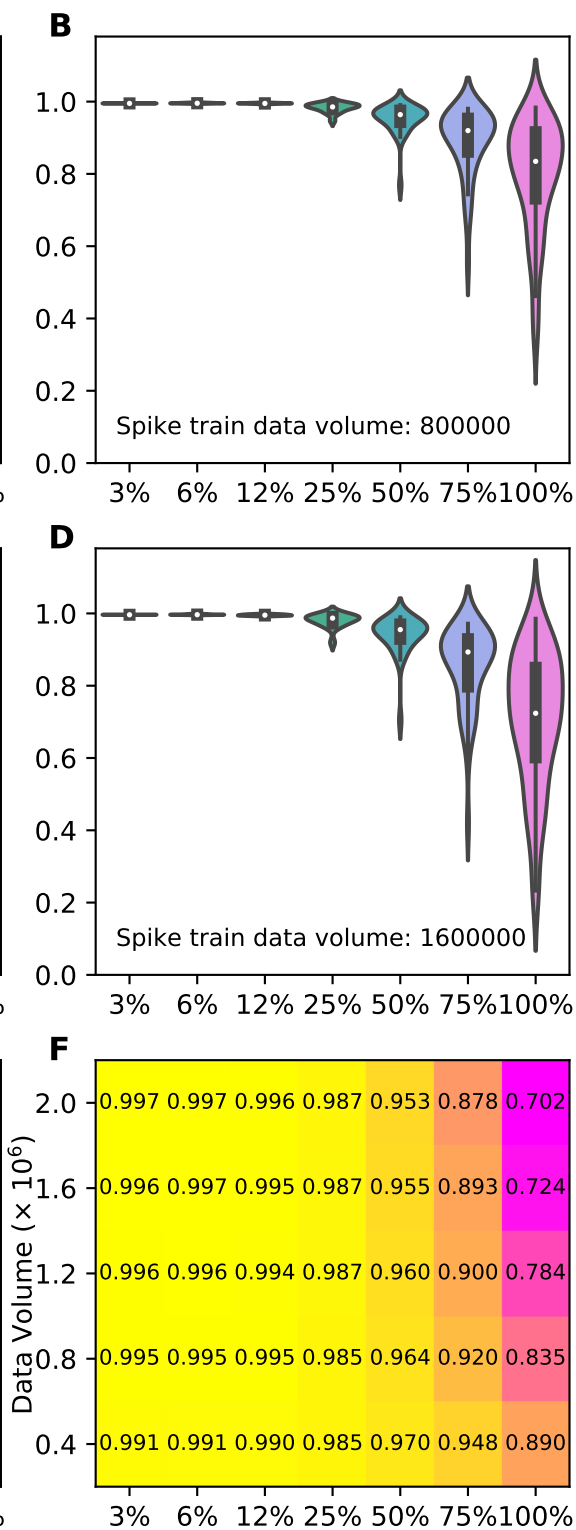 B
1.0
0.8
0.6
0.4
0.2
0.0
Spike train data volume: 800000
3% 6% 12% 25% 50% 75% 100%
D
1.0
0.8
0.6
0.4
0.2
0.0
Spike train data volume: 1600000
3% 6% 12% 25% 50% 75% 100%
F
Data Volume (× 10⁶)
2.0 0.997 0.997 0.996 0.987 0.953 0.878 0.702
1.6 0.996 0.997 0.995 0.987 0.955 0.893 0.724
1.2 0.996 0.996 0.994 0.987 0.960 0.900 0.784
0.8 0.995 0.995 0.995 0.985 0.964 0.920 0.835
0.4 0.991 0.991 0.990 0.985 0.970 0.948 0.890
3% 6% 12% 25% 50% 75% 100%